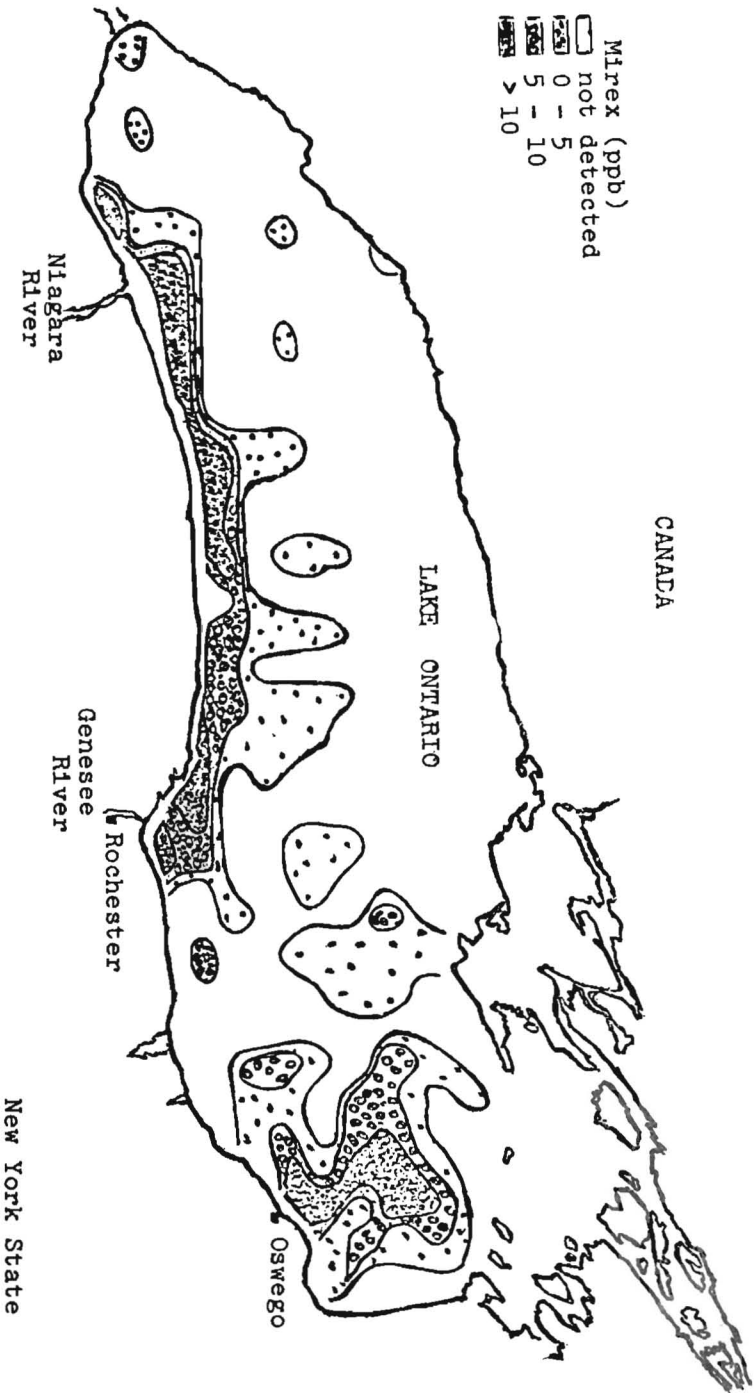 Mirex (ppb)
not detected
0 - 5
5 - 10
> 10
CANADA
LAKE ONTARIO
Niagara
River
Genesee
River
Rochester
Oswego
New York State